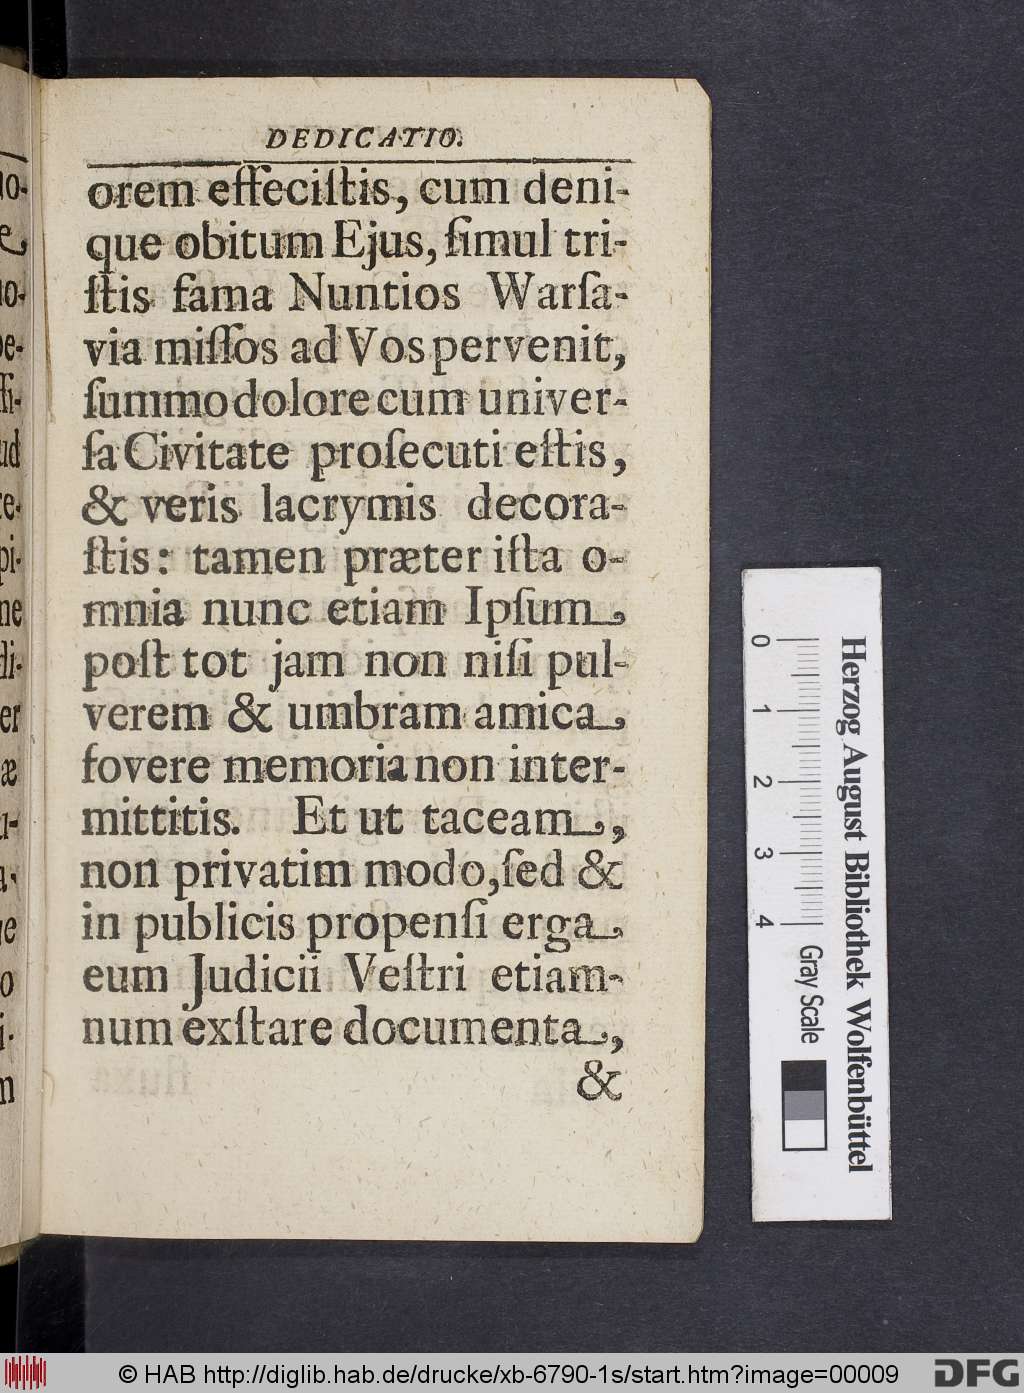 DEDICATIO.
orem effeciſtis, cum deni-
que obitum Ejus, ſimul tri-
ſtis fama Nuntios Warſa-
via miſſos ad Vos pervenit,
ſummo dolore cum univer-
ſa Civitate proſecuti eſtis,
& veris lacrymis decora-
ſtis: tamen præter iſta o-
mnia nunc etiam Ipſum
poſt tot jam non niſi pul-
verem & umbram amica
fovere memoria non inter-
mittitis. Et ut taceam,
non privatim modo, ſed &
in publicis propenſi erga
eum Judicii Veſtri etiam-
num exſtare documenta,
&
0 1 2 3 4
Gray Scale
Herzog August Bibliothek Wolfenbüttel
© HAB http://diglib.hab.de/drucke/xb-6790-1s/start.htm?image=00009
DFG